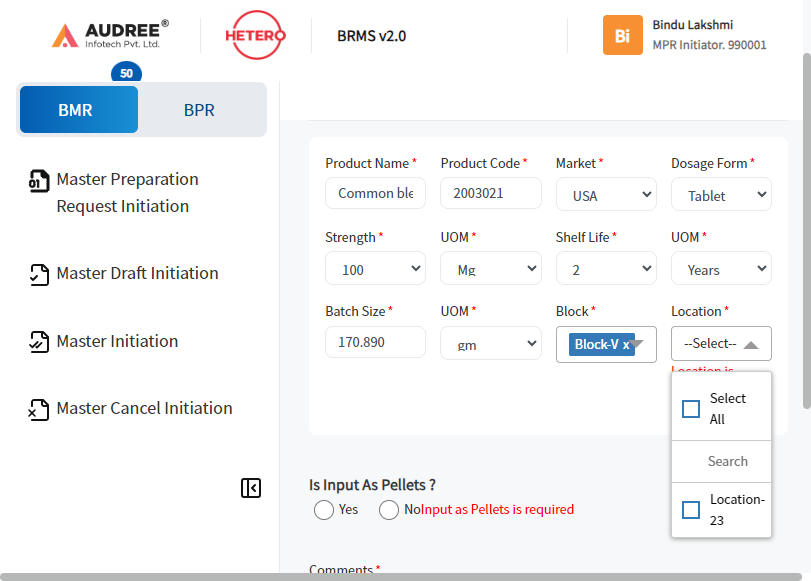 AUDREE®
Infotech Pvt. Ltd.
HETERO
BRMS v2.0
Bi
Bindu Lakshmi
MPR Initiator. 990001
50
BMR
BPR
Master Preparation
Request Initiation
Master Draft Initiation
Master Initiation
Master Cancel Initiation
Product Name * Product Code * Market * Dosage Form *
Common ble 2003021 USA Tablet
Strength * UOM * Shelf Life * UOM *
100 Mg 2 Years
Batch Size * UOM * Block * Location *
170.890 gm Block-V x --Select--
Location is
Select
All
Search
Location-
23
Is Input As Pellets ?
Yes NoInput as Pellets is required
Comments *